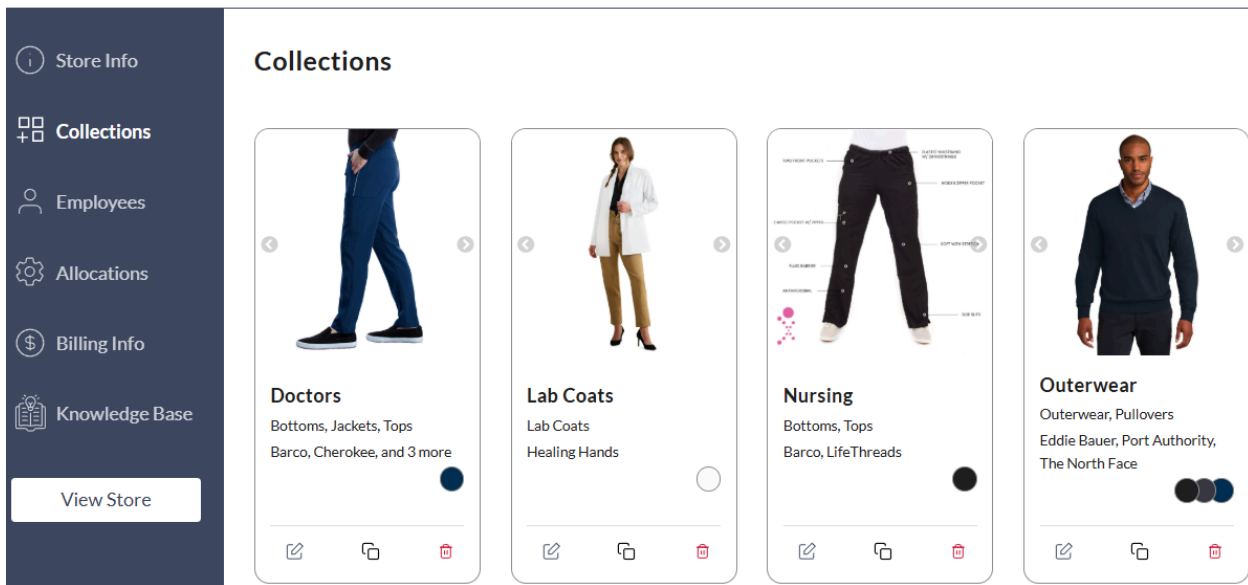 Store Info
Collections
Employees
Allocations
Billing Info
Knowledge Base
View Store
Collections
Doctors
Bottoms, Jackets, Tops
Barco, Cherokee, and 3 more
Lab Coats
Lab Coats
Healing Hands
Nursing
Bottoms, Tops
Barco, LifeThreads
Outerwear
Outerwear, Pullovers
Eddie Bauer, Port Authority,
The North Face